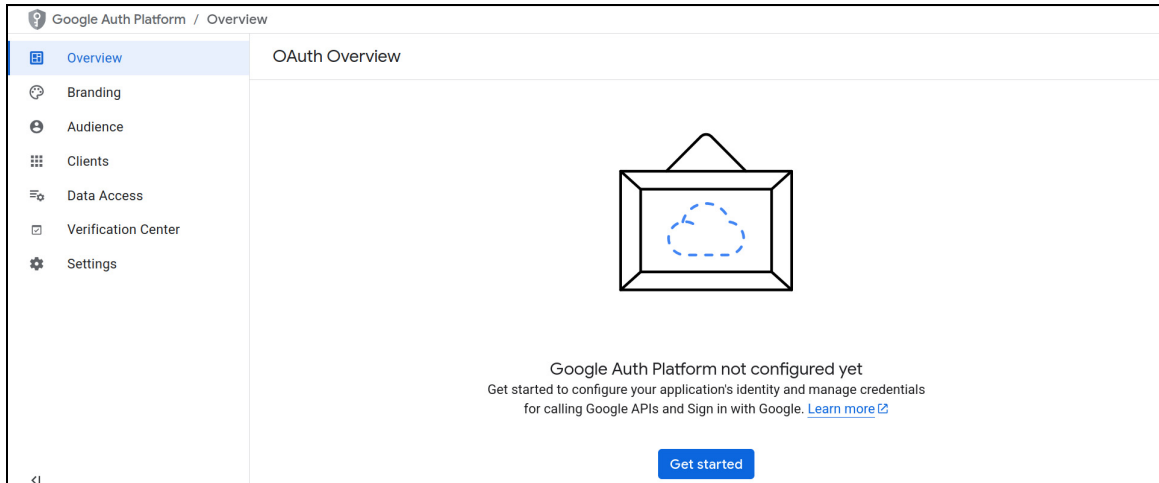 Google Auth Platform / Overview
Overview
Branding
Audience
Clients
Data Access
Verification Center
Settings
OAuth Overview
Google Auth Platform not configured yet
Get started to configure your application's identity and manage credentials
for calling Google APIs and Sign in with Google. Learn more
Get started